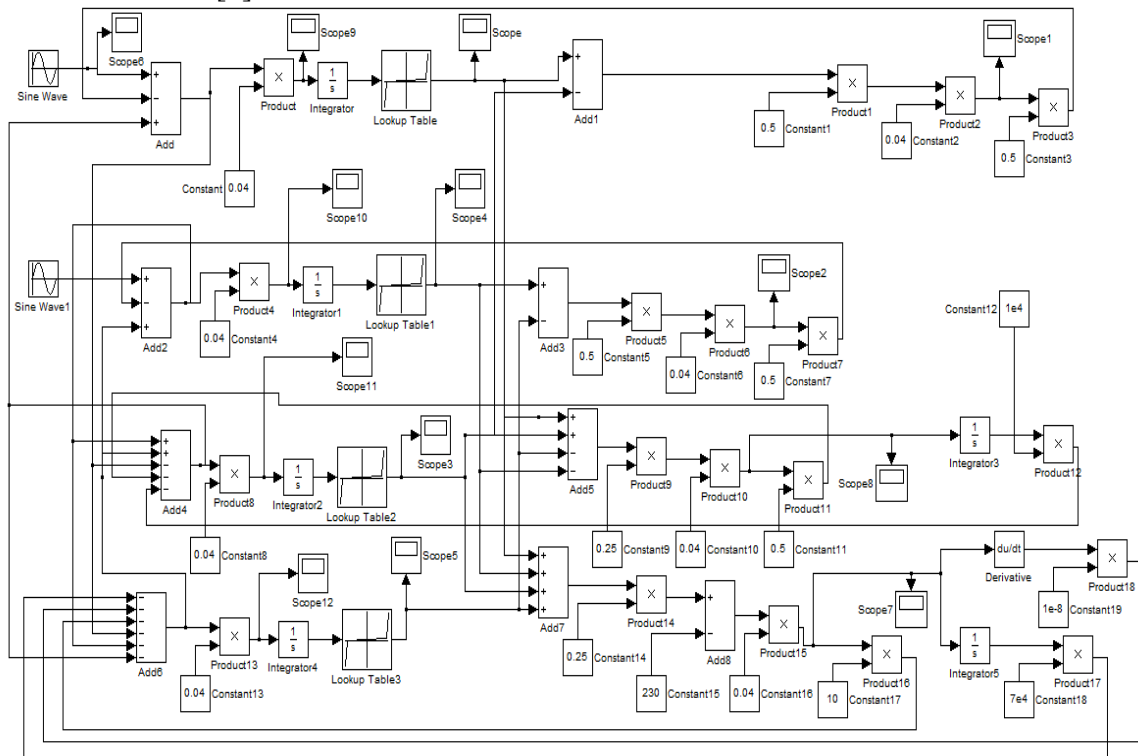 Scope6
Scope9
Scope
Scope1
Sine Wave
+
-
+
Add
×
Product
1
s
Integrator
Lookup Table
+
-
Add1
×
Product1
×
Product2
×
Product3
0.5
Constant1
0.04
Constant2
0.5
Constant3
Constant
0.04
Scope10
Scope4
Sine Wave1
+
-
+
Add2
×
Product4
1
s
Integrator1
Lookup Table1
+
-
Add3
×
Product5
×
Product6
Scope2
×
Product7
Constant12
1e4
0.04
Constant4
0.5
Constant5
0.04
Constant6
0.5
Constant7
Scope11
+
+
-
-
-
Add4
×
Product8
1
s
Integrator2
Lookup Table2
Scope3
+
+
-
-
Add5
×
Product9
×
Product10
×
Product11
Scope8
1
s
Integrator3
×
Product12
0.04
Constant8
0.25
Constant9
0.04
Constant10
0.5
Constant11
Scope12
Scope5
-
-
-
-
-
-
Add6
×
Product13
1
s
Integrator4
Lookup Table3
+
+
+
+
Add7
×
Product14
+
-
Add8
×
Product15
Scope7
du/dt
Derivative
×
Product18
1e-8
Constant19
0.04
Constant13
0.25
Constant14
230
Constant15
0.04
Constant16
×
Product16
10
Constant17
1
s
Integrator5
×
Product17
7e4
Constant18